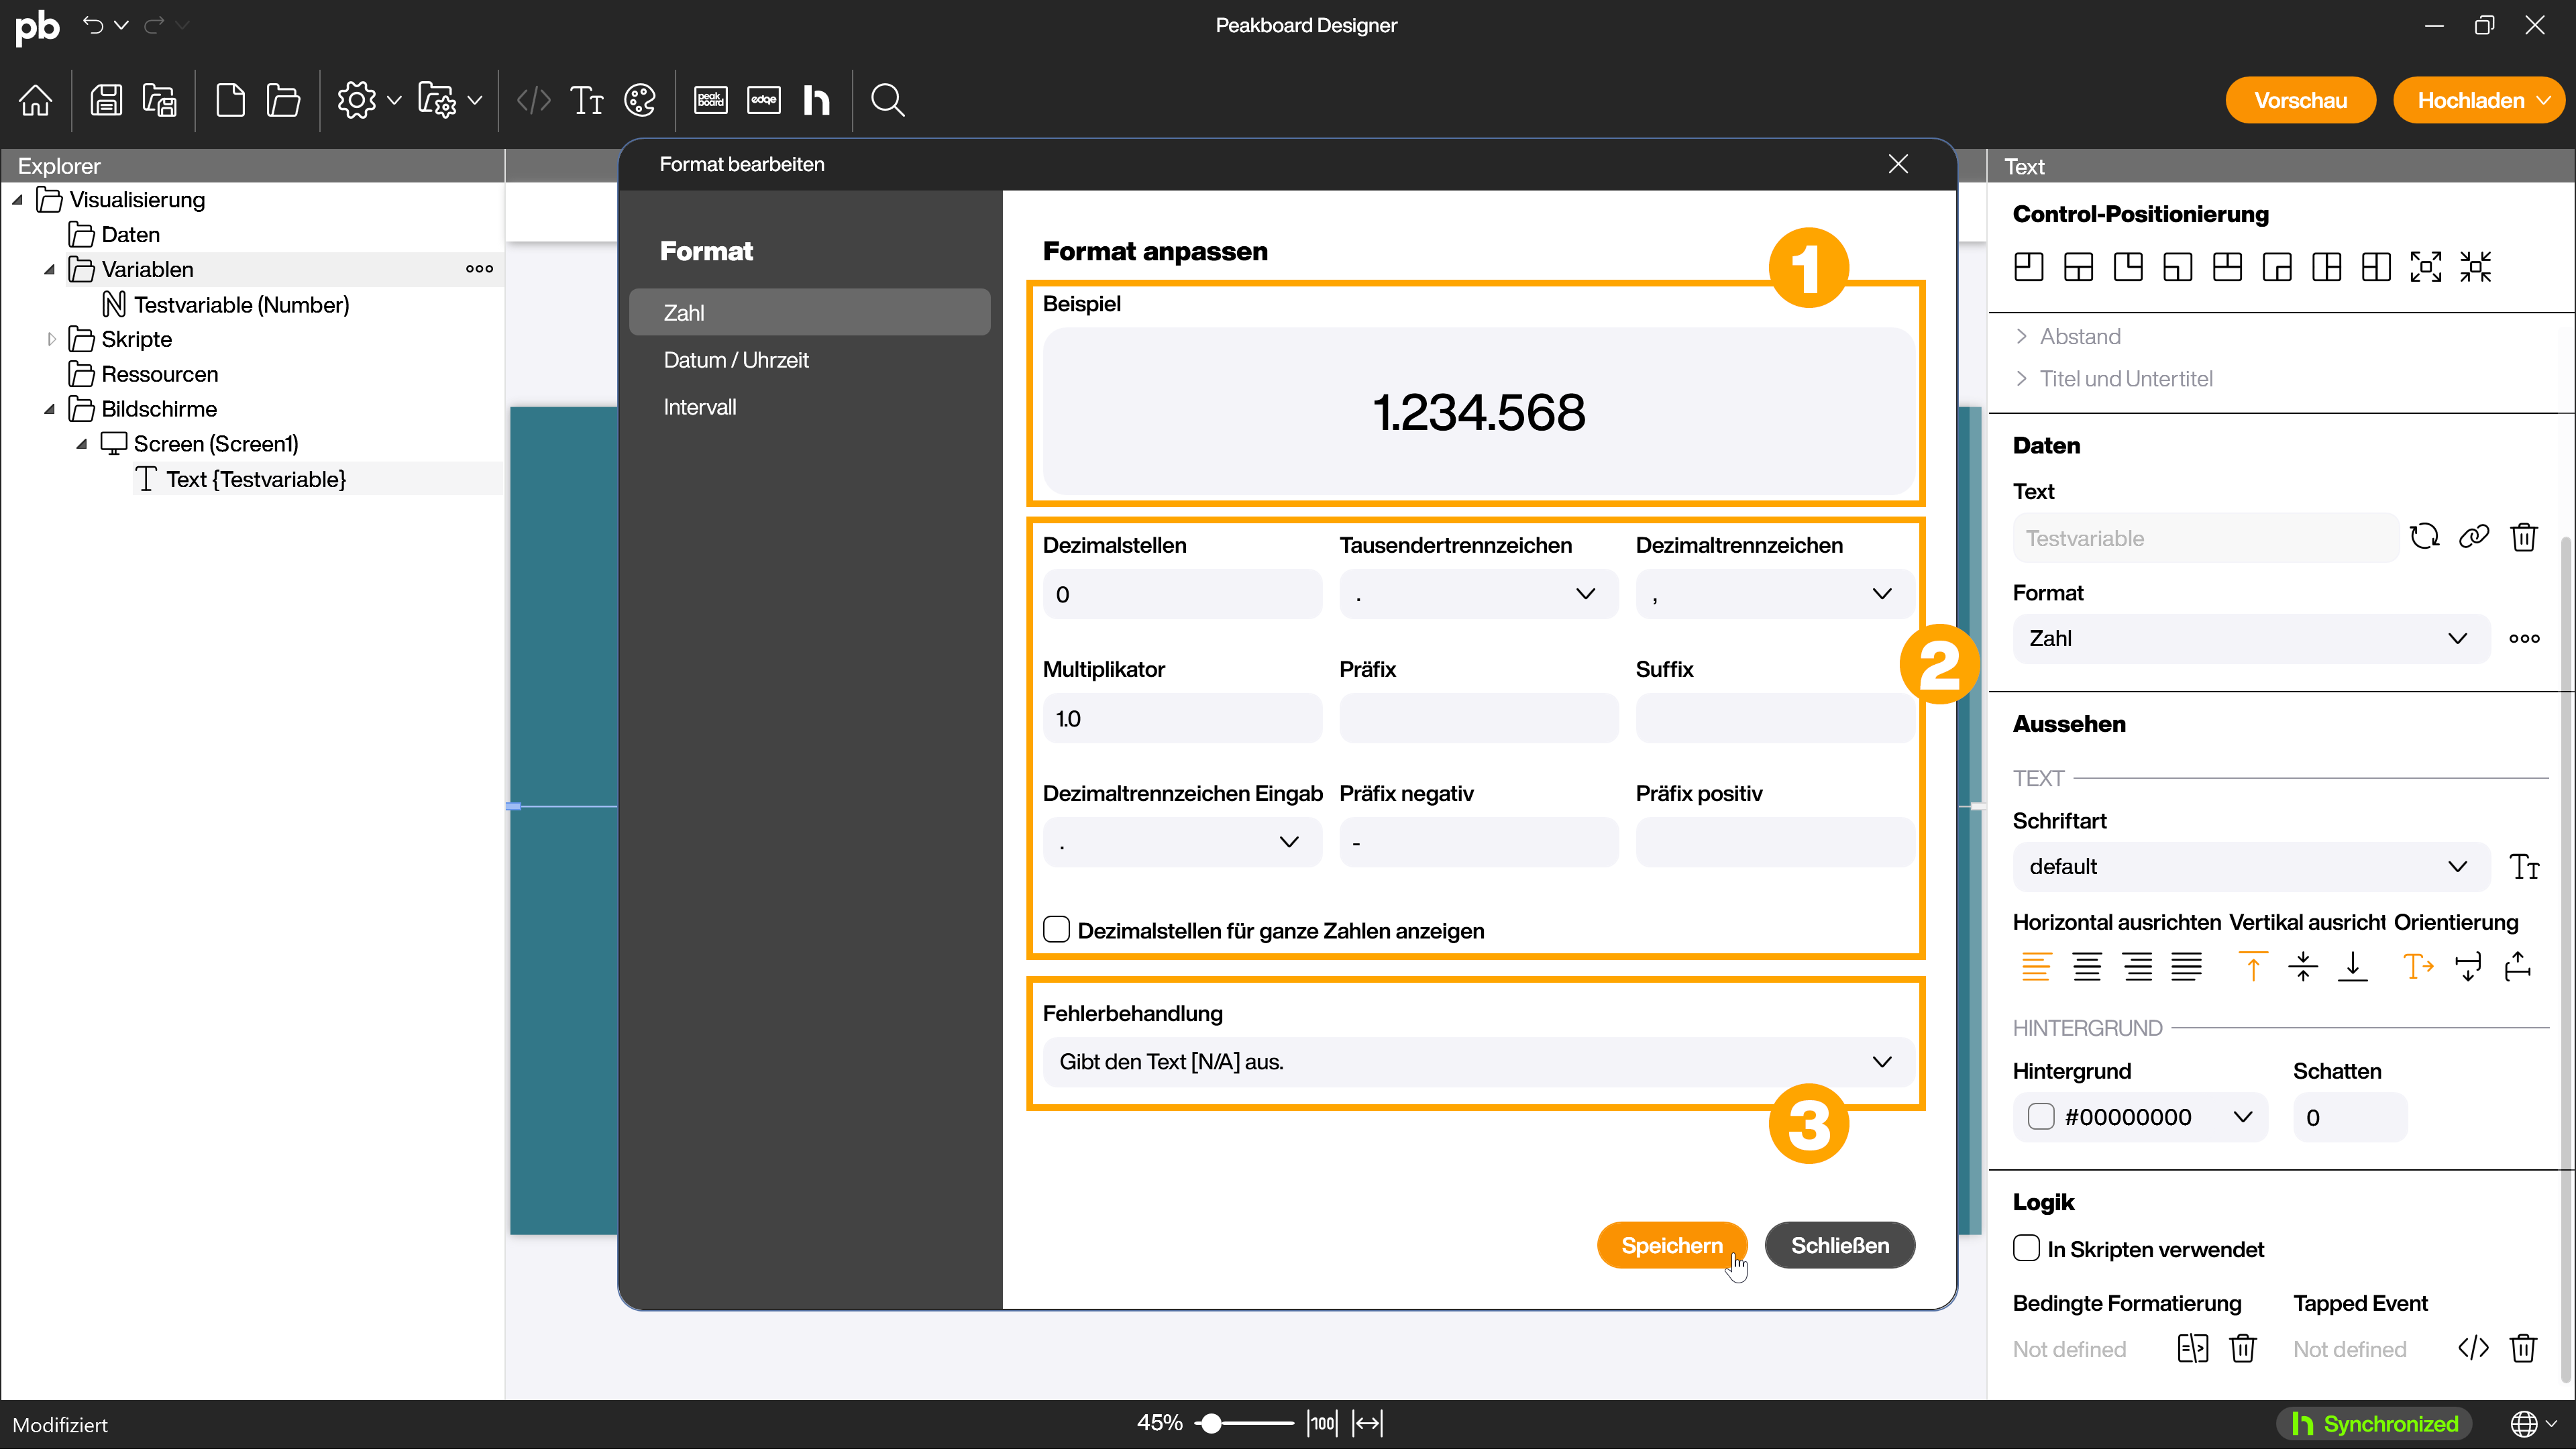 pb
Peakboard Designer
peak
board
edge
Vorschau
Hochladen
Explorer
Visualisierung
Daten
Variablen
Testvariable (Number)
Skripte
Ressourcen
Bildschirme
Screen (Screen1)
Text {Testvariable}
Format bearbeiten
Format
Zahl
Datum / Uhrzeit
Intervall
Format anpassen
1
Beispiel
1.234.568
Dezimalstellen Tausendertrennzeichen Dezimaltrennzeichen
0 . ,
2
Multiplikator Präfix Suffix
1.0
Dezimaltrennzeichen Eingab Präfix negativ Präfix positiv
. -
Dezimalstellen für ganze Zahlen anzeigen
Fehlerbehandlung
Gibt den Text [N/A] aus.
3
Speichern Schließen
Text
Control-Positionierung
Abstand
Titel und Untertitel
Daten
Text
Testvariable
Format
Zahl
Aussehen
TEXT
Schriftart
default
Horizontal ausrichten Vertikal ausricht Orientierung
HINTERGRUND
Hintergrund Schatten
#00000000 0
Logik
In Skripten verwendet
Bedingte Formatierung Tapped Event
Not defined Not defined
Modifiziert
45%
100
Synchronized